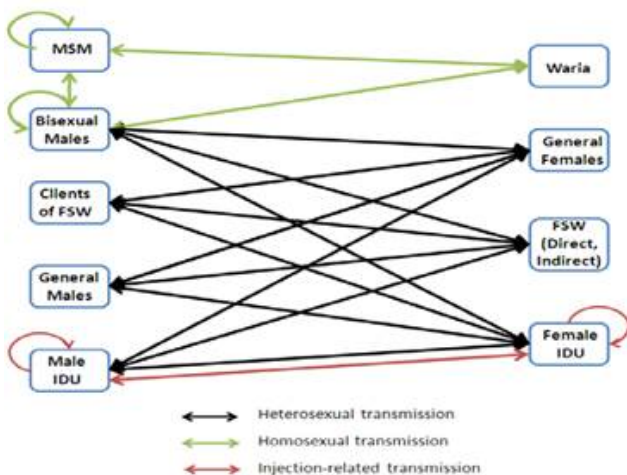 MSM
Waria
Bisexual
Males
General
Females
Clients
of FSW
FSW
(Direct,
Indirect)
General
Males
Male
IDU
Female
IDU
Heterosexual transmission
Homosexual transmission
Injection-related transmission